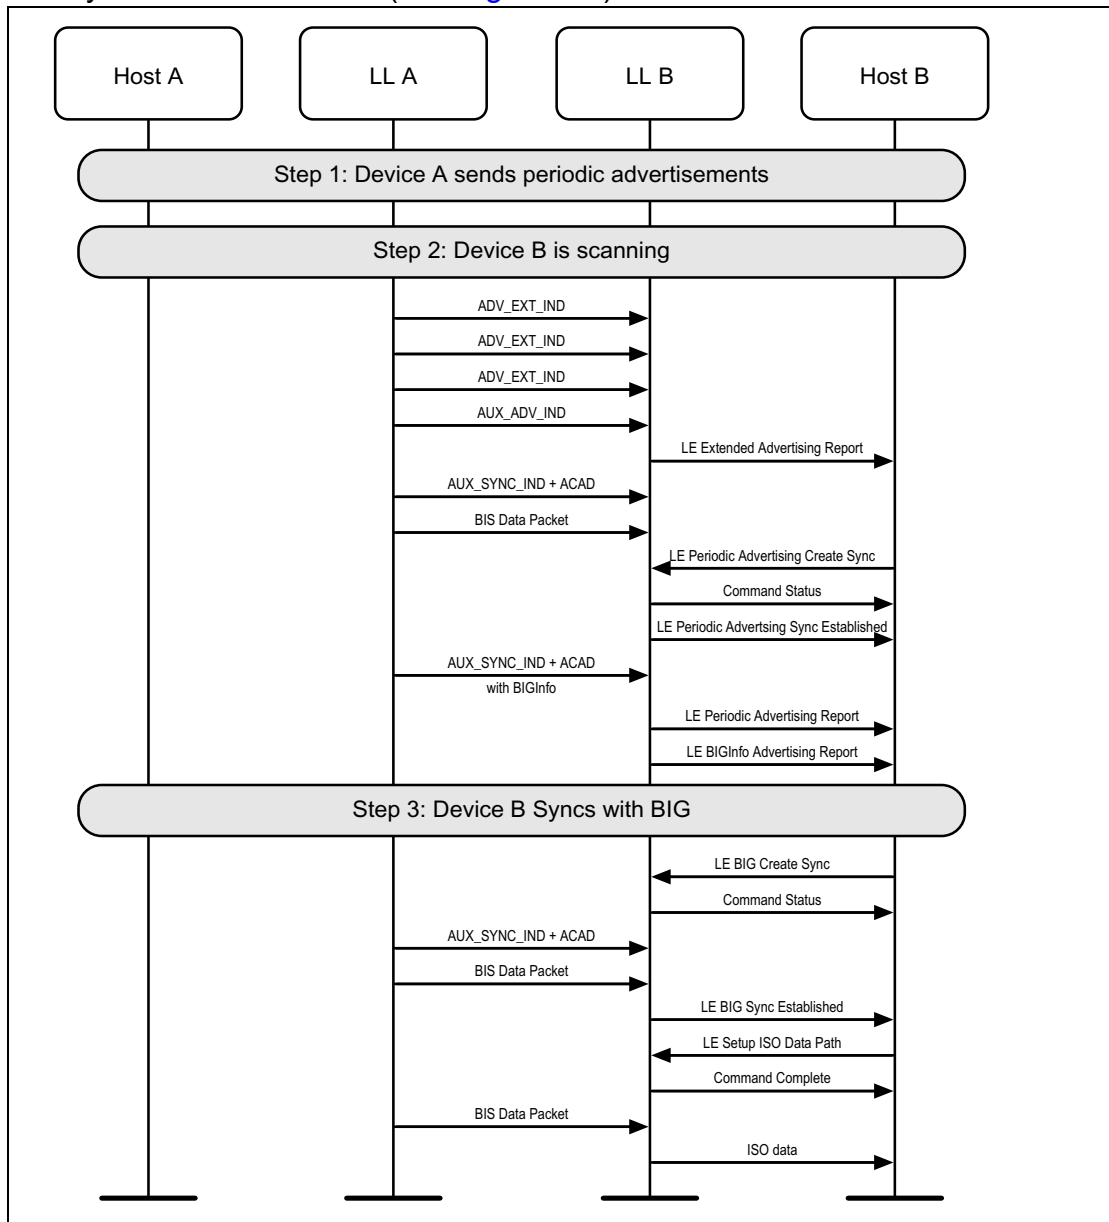 Host A LL A LL B Host B
Step 1: Device A sends periodic advertisements
Step 2: Device B is scanning
ADV_EXT_IND
ADV_EXT_IND
ADV_EXT_IND
AUX_ADV_IND
LE Extended Advertising Report
AUX_SYNC_IND + ACAD
BIS Data Packet
LE Periodic Advertising Create Sync
Command Status
LE Periodic Advertsing Sync Established
AUX_SYNC_IND + ACAD
with BIGInfo
LE Periodic Advertising Report
LE BIGInfo Advertising Report
Step 3: Device B Syncs with BIG
LE BIG Create Sync
Command Status
AUX_SYNC_IND + ACAD
BIS Data Packet
LE BIG Sync Established
LE Setup ISO Data Path
Command Complete
BIS Data Packet
ISO data